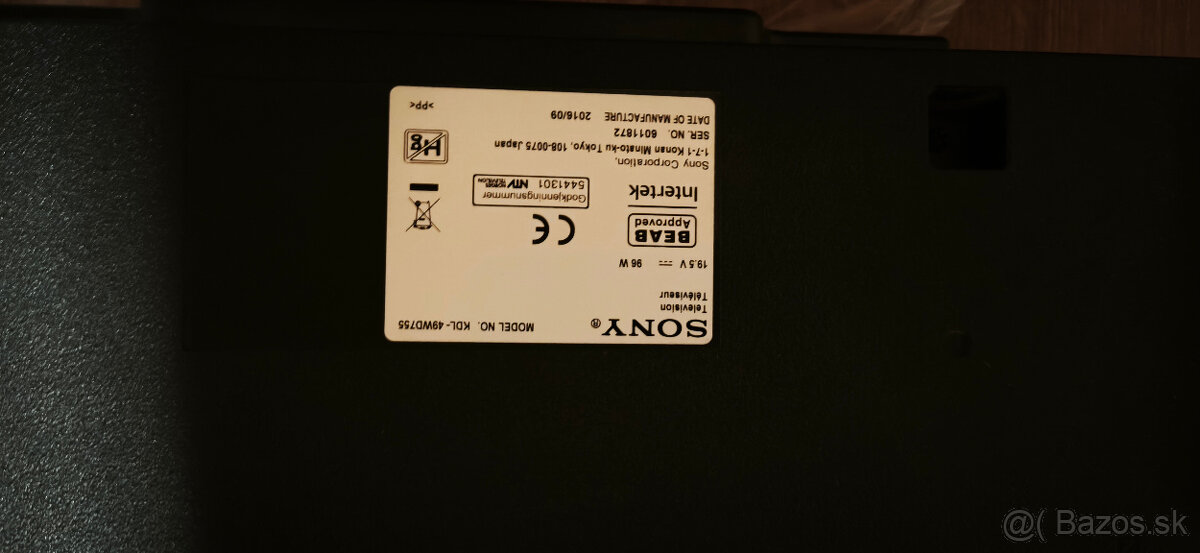 SONY® MODEL NO. KDL-49WD755
Television
Téléviseur
19.5 V ⎓ 96 W
BEAB
Approved
CE
Intertek
Godkjenningsnummer
5441301 NTV
Sony Corporation,
1-7-1 Konan Minato-ku Tokyo, 108-0075 Japan
SER. NO. 6011872
DATE OF MANUFACTURE 2016/09
Hg
>PP<
@( Bazos.sk